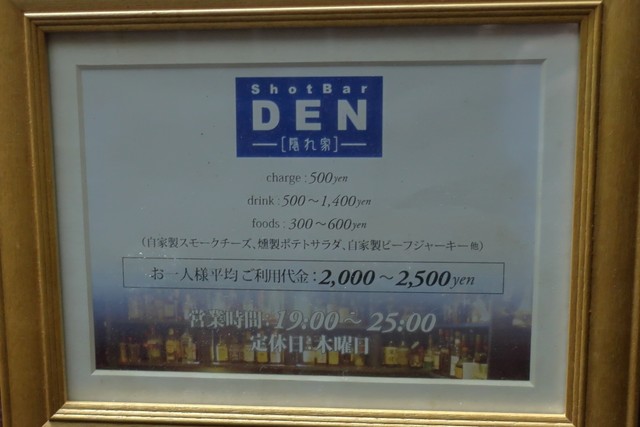 ShotBar
DEN
[隠れ家]
charge : 500yen
drink : 500～1,400yen
foods : 300～600yen
(自家製スモークチーズ、燻製ポテトサラダ、自家製ビーフジャーキー他)
お一人様平均ご利用代金：2,000～2,500yen
営業時間：19:00～25:00
定休日：木曜日